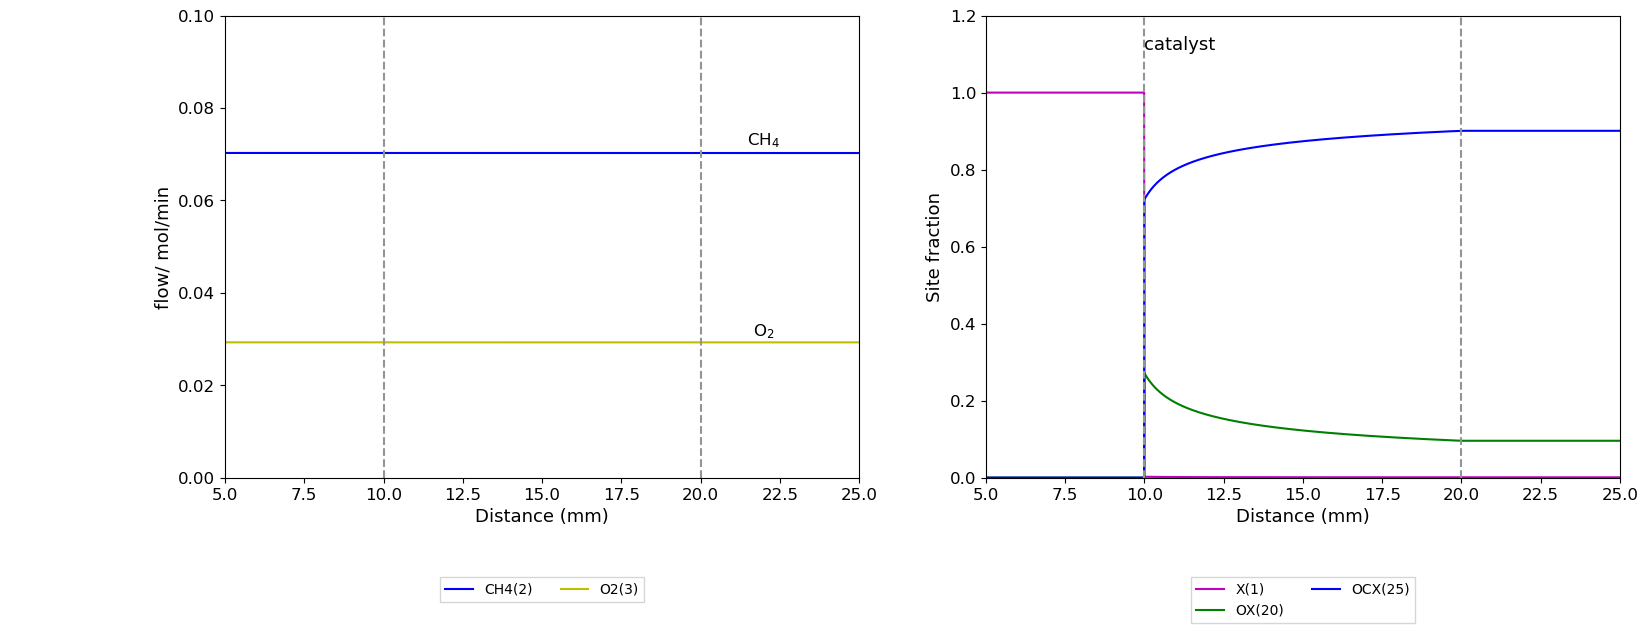 0.10
0.08
0.06
0.04
0.02
0.00
flow/ mol/min
CH4
O2
5.0 7.5 10.0 12.5 15.0 17.5 20.0 22.5 25.0
Distance (mm)
CH4(2) O2(3)
1.2
1.0
0.8
0.6
0.4
0.2
0.0
Site fraction
catalyst
5.0 7.5 10.0 12.5 15.0 17.5 20.0 22.5 25.0
Distance (mm)
X(1) OCX(25)
OX(20)